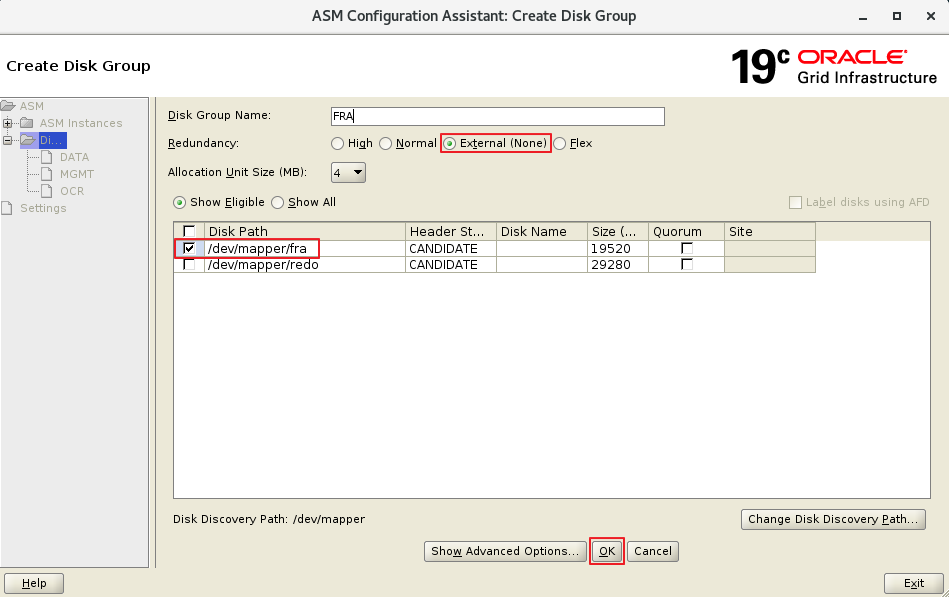 ASM Configuration Assistant: Create Disk Group
Create Disk Group
19c ORACLE
Grid Infrastructure
ASM
ASM Instances
Di...
DATA
MGMT
OCR
Settings
Disk Group Name: FRA
Redundancy: High Normal External (None) Flex
Allocation Unit Size (MB): 4
Show Eligible Show All Label disks using AFD
Disk Path Header St... Disk Name Size (... Quorum Site
/dev/mapper/fra CANDIDATE 19520
/dev/mapper/redo CANDIDATE 29280
Disk Discovery Path: /dev/mapper Change Disk Discovery Path...
Show Advanced Options... OK Cancel
Help Exit